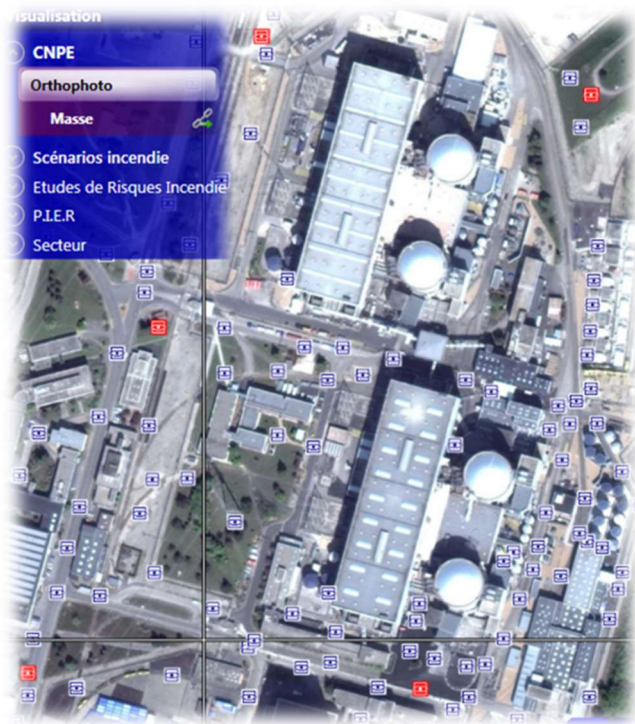 Visualisation
CNPE
Orthophoto
Masse
Scénarios incendie
Etudes de Risques Incendie
P.I.E.R
Secteur